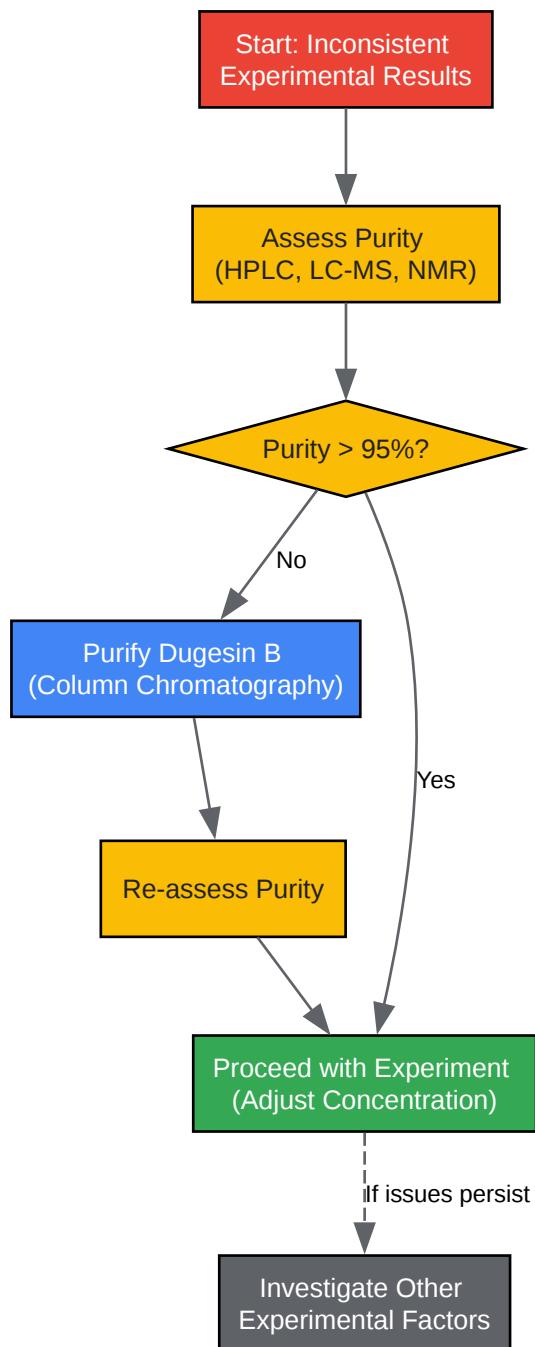 Start: Inconsistent
Experimental Results
Assess Purity
(HPLC, LC-MS, NMR)
Purity > 95%?
No
Purify Dugesin B
(Column Chromatography)
Yes
Re-assess Purity
Proceed with Experiment
(Adjust Concentration)
If issues persist
Investigate Other
Experimental Factors